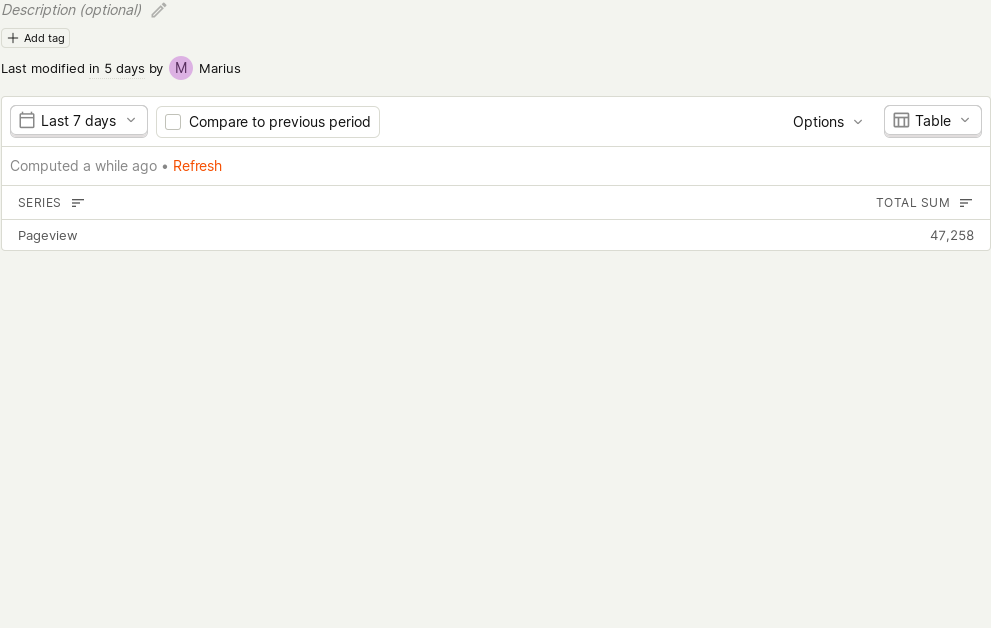 Description (optional)
Add tag
Last modified in 5 days by M Marius
Last 7 days
Compare to previous period
Options
Table
Computed a while ago • Refresh
SERIES
TOTAL SUM
Pageview
47,258